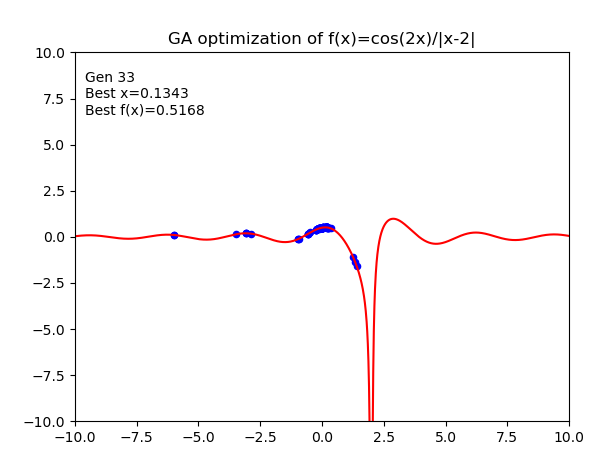 GA optimization of f(x)=cos(2x)/|x-2|
10.0
Gen 33
Best x=0.1343
Best f(x)=0.5168
7.5
5.0
2.5
0.0
−2.5
−5.0
−7.5
−10.0
−10.0 −7.5 −5.0 −2.5 0.0 2.5 5.0 7.5 10.0